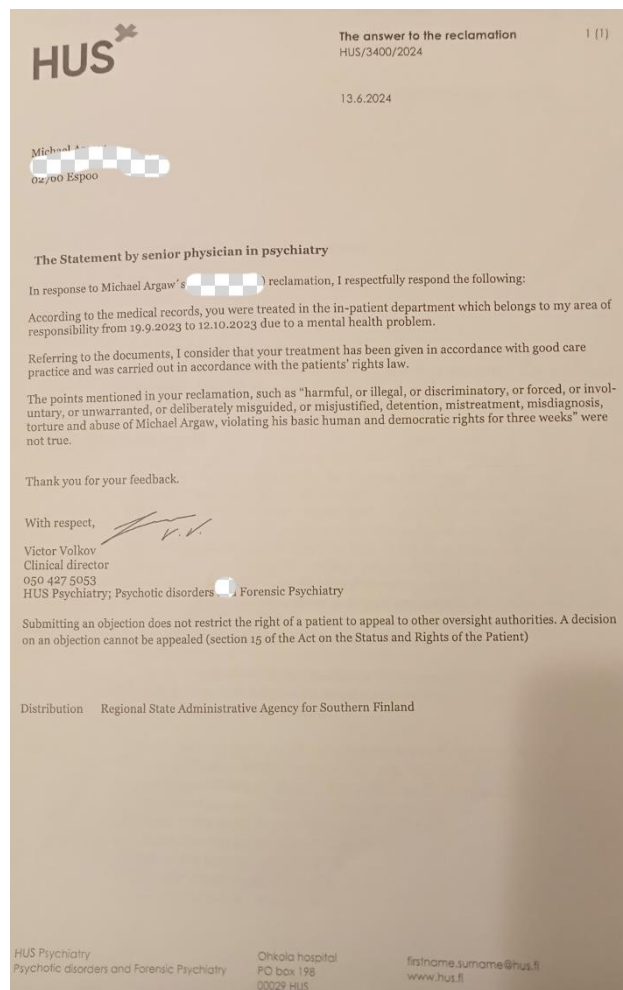 HUS
The answer to the reclamation 1 (1)
HUS/3400/2024
13.6.2024
Michael
02700 Espoo
The Statement by senior physician in psychiatry
In response to Michael Argaw´s ) reclamation, I respectfully respond the following:
According to the medical records, you were treated in the in-patient department which belongs to my area of
responsibility from 19.9.2023 to 12.10.2023 due to a mental health problem.
Referring to the documents, I consider that your treatment has been given in accordance with good care
practice and was carried out in accordance with the patients' rights law.
The points mentioned in your reclamation, such as "harmful, or illegal, or discriminatory, or forced, or invol-
untary, or unwarranted, or deliberately misguided, or misjustified, detention, mistreatment, misdiagnosis,
torture and abuse of Michael Argaw, violating his basic human and democratic rights for three weeks" were
not true.
Thank you for your feedback.
With respect,
V.V.
Victor Volkov
Clinical director
050 427 5053
HUS Psychiatry; Psychotic disorders Forensic Psychiatry
Submitting an objection does not restrict the right of a patient to appeal to other oversight authorities. A decision
on an objection cannot be appealed (section 15 of the Act on the Status and Rights of the Patient)
Distribution Regional State Administrative Agency for Southern Finland
HUS Psychiatry
Psychotic disorders and Forensic Psychiatry
Ohkola hospital
PO box 198
00029 HUS
firstname.surname@hus.fi
www.hus.fi